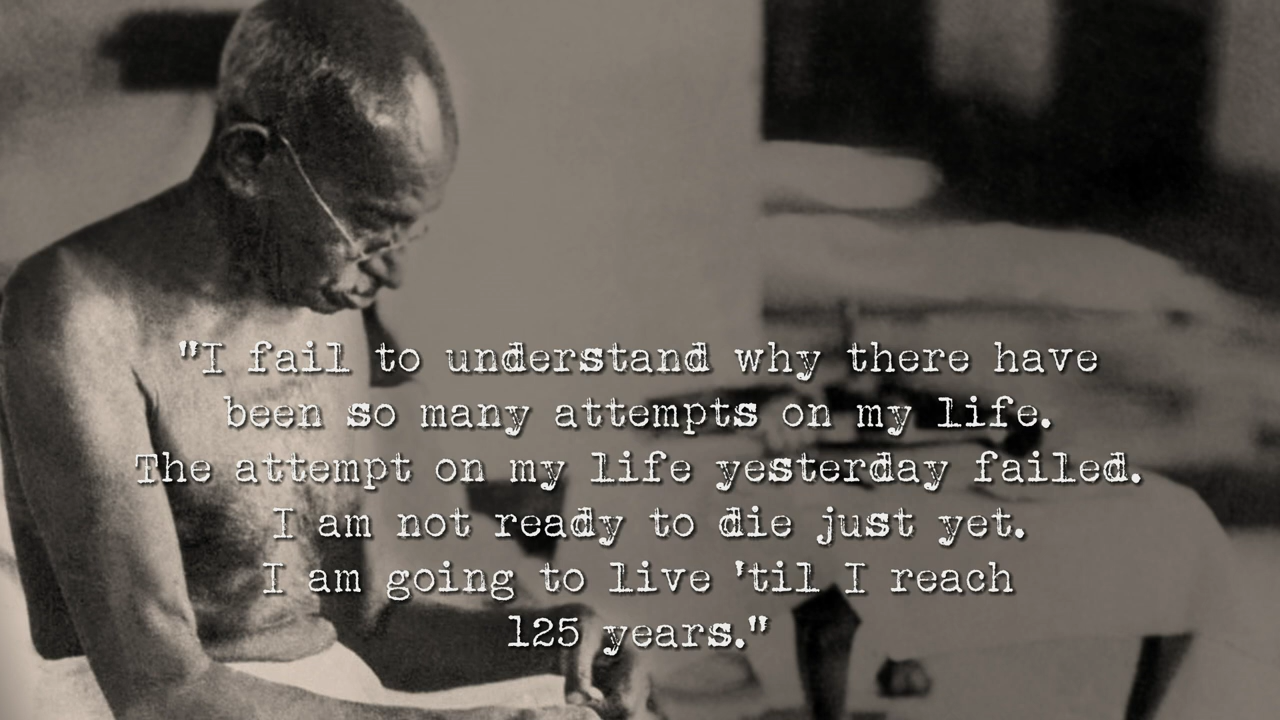 "I fail to understand why there have
been so many attempts on my life.
The attempt on my life yesterday failed.
I am not ready to die just yet.
I am going to live 'til I reach
125 years."